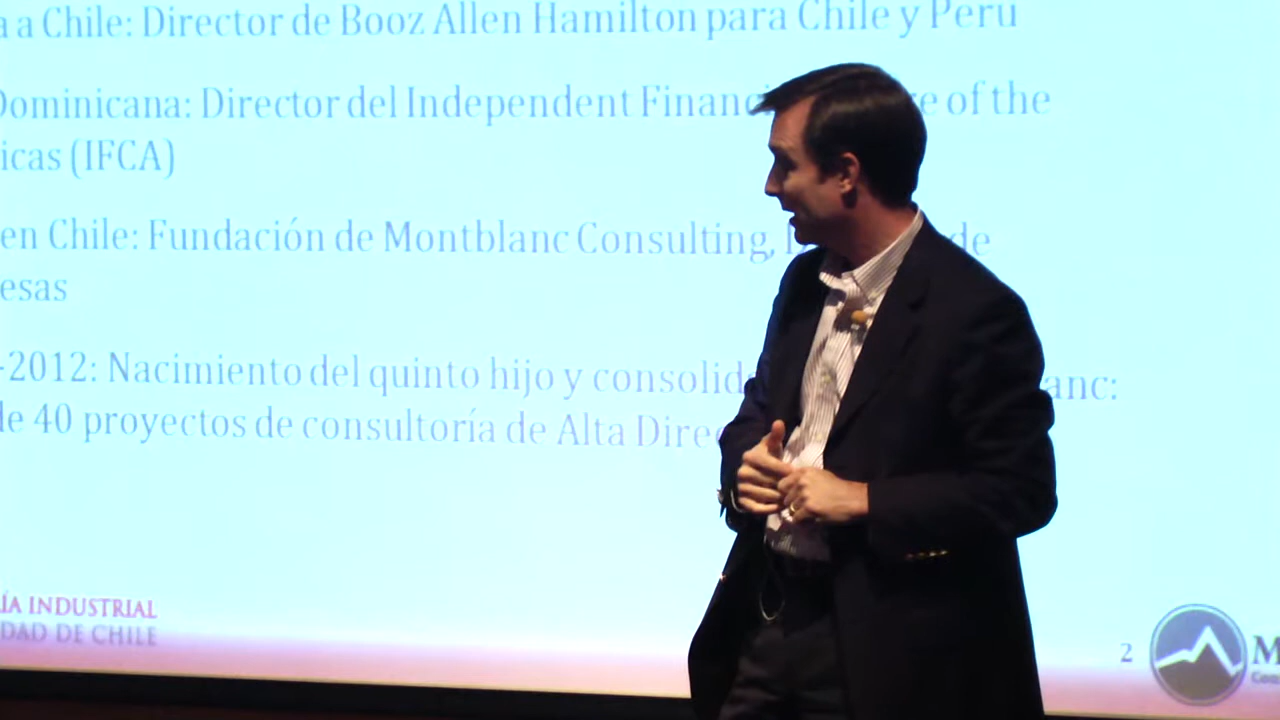 a Chile: Director de Booz Allen Hamilton para Chile y Peru
Dominicana: Director del Independent of the
icas (IFCA)
en Chile: Fundación de Montblanc Consulting, de
esas
-2012: Nacimiento del quinto hijo y consolid anc:
de 40 proyectos de consultoría de Alta Direc
ÍA INDUSTRIAL
DAD DE CHILE
2